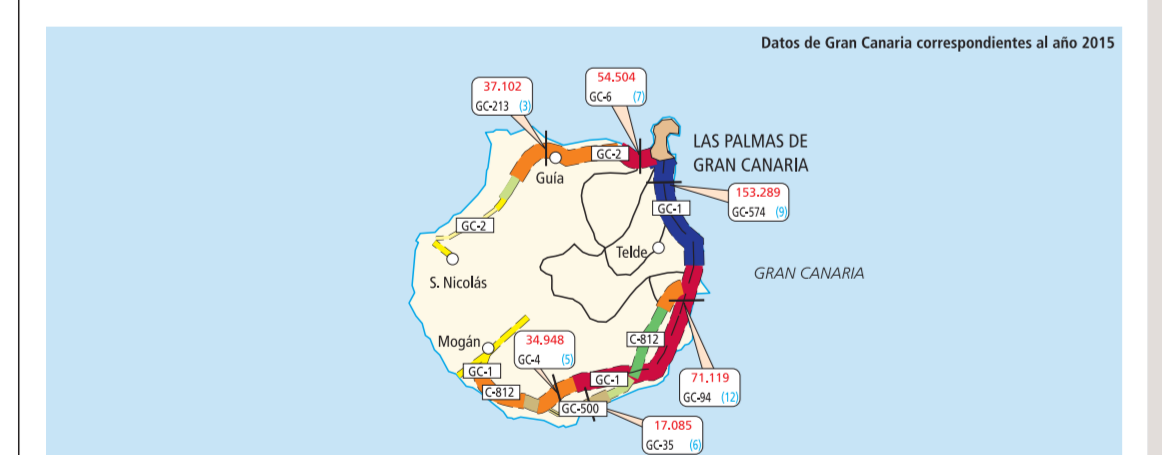 Datos de Gran Canaria correspondientes al año 2015
54.504
GC-6 (7)
37.102
GC-213 (3)
LAS PALMAS DE
GRAN CANARIA
GC-2
Guía
153.289
GC-574 (9)
GC-1
GC-2
Telde
GRAN CANARIA
S. Nicolás
Mogán
34.948
GC-4 (5)
C-812
GC-1
GC-1
C-812
71.119
GC-94 (12)
GC-500
17.085
GC-35 (6)